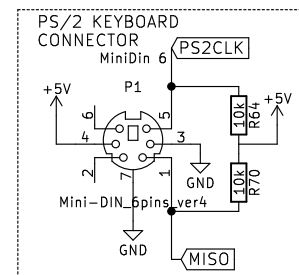 PS/2 KEYBOARD
CONNECTOR
MiniDin 6
PS2CLK
P1
+5V
+5V
6
5
10k
R64
4
3
2
7
1
10k
R70
GND
Mini-DIN_6pins_ver4
GND
MISO